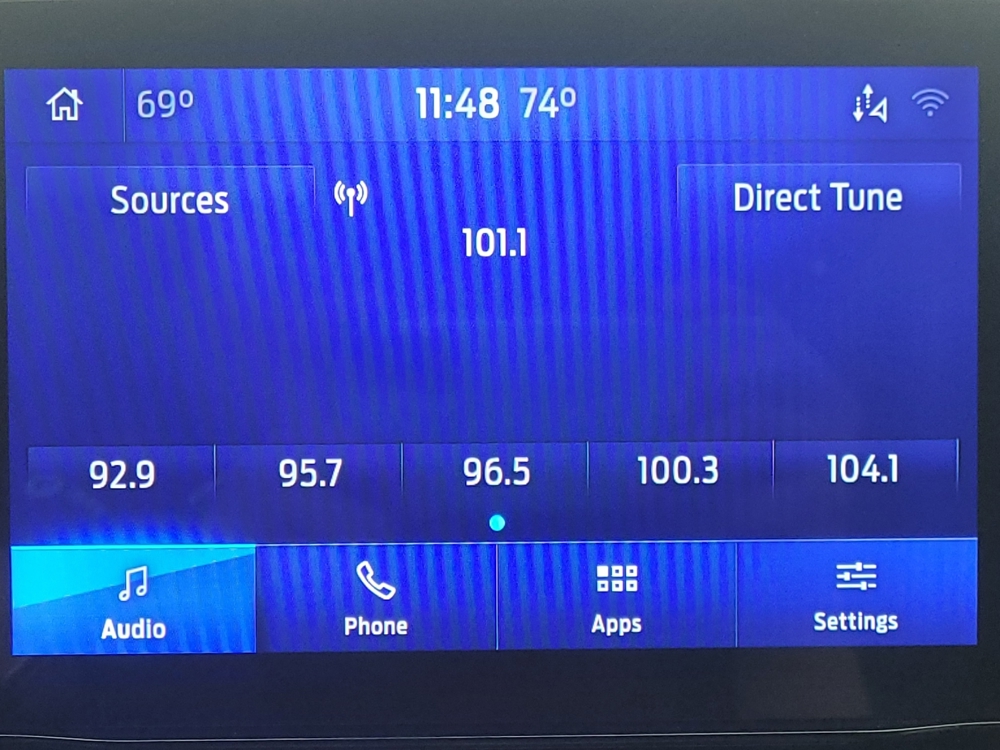 69° 11:48 74°
Sources Direct Tune
101.1
92.9 95.7 96.5 100.3 104.1
Audio Phone Apps Settings